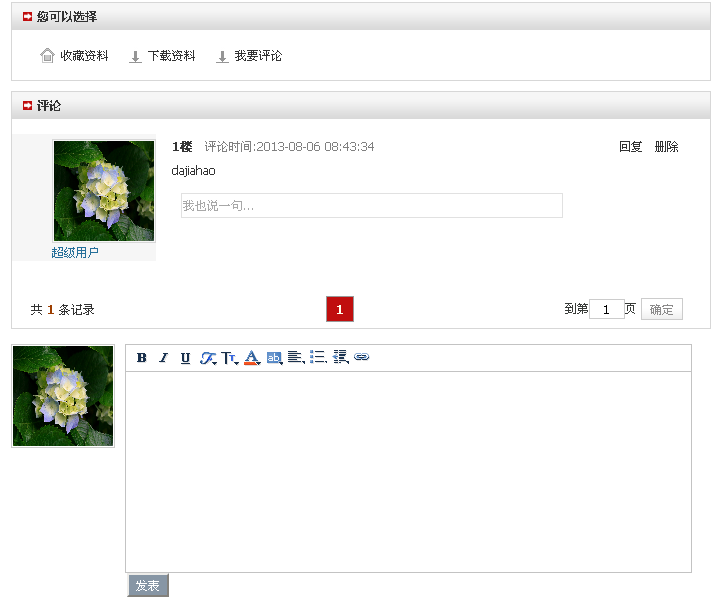 您可以选择
收藏资料 下载资料 我要评论
评论
1楼 评论时间:2013-08-06 08:43:34 回复 删除
dajiahao
我也说一句...
超级用户
共 1 条记录 1 到第 1 页 确定
B I U F TT A ab
发表